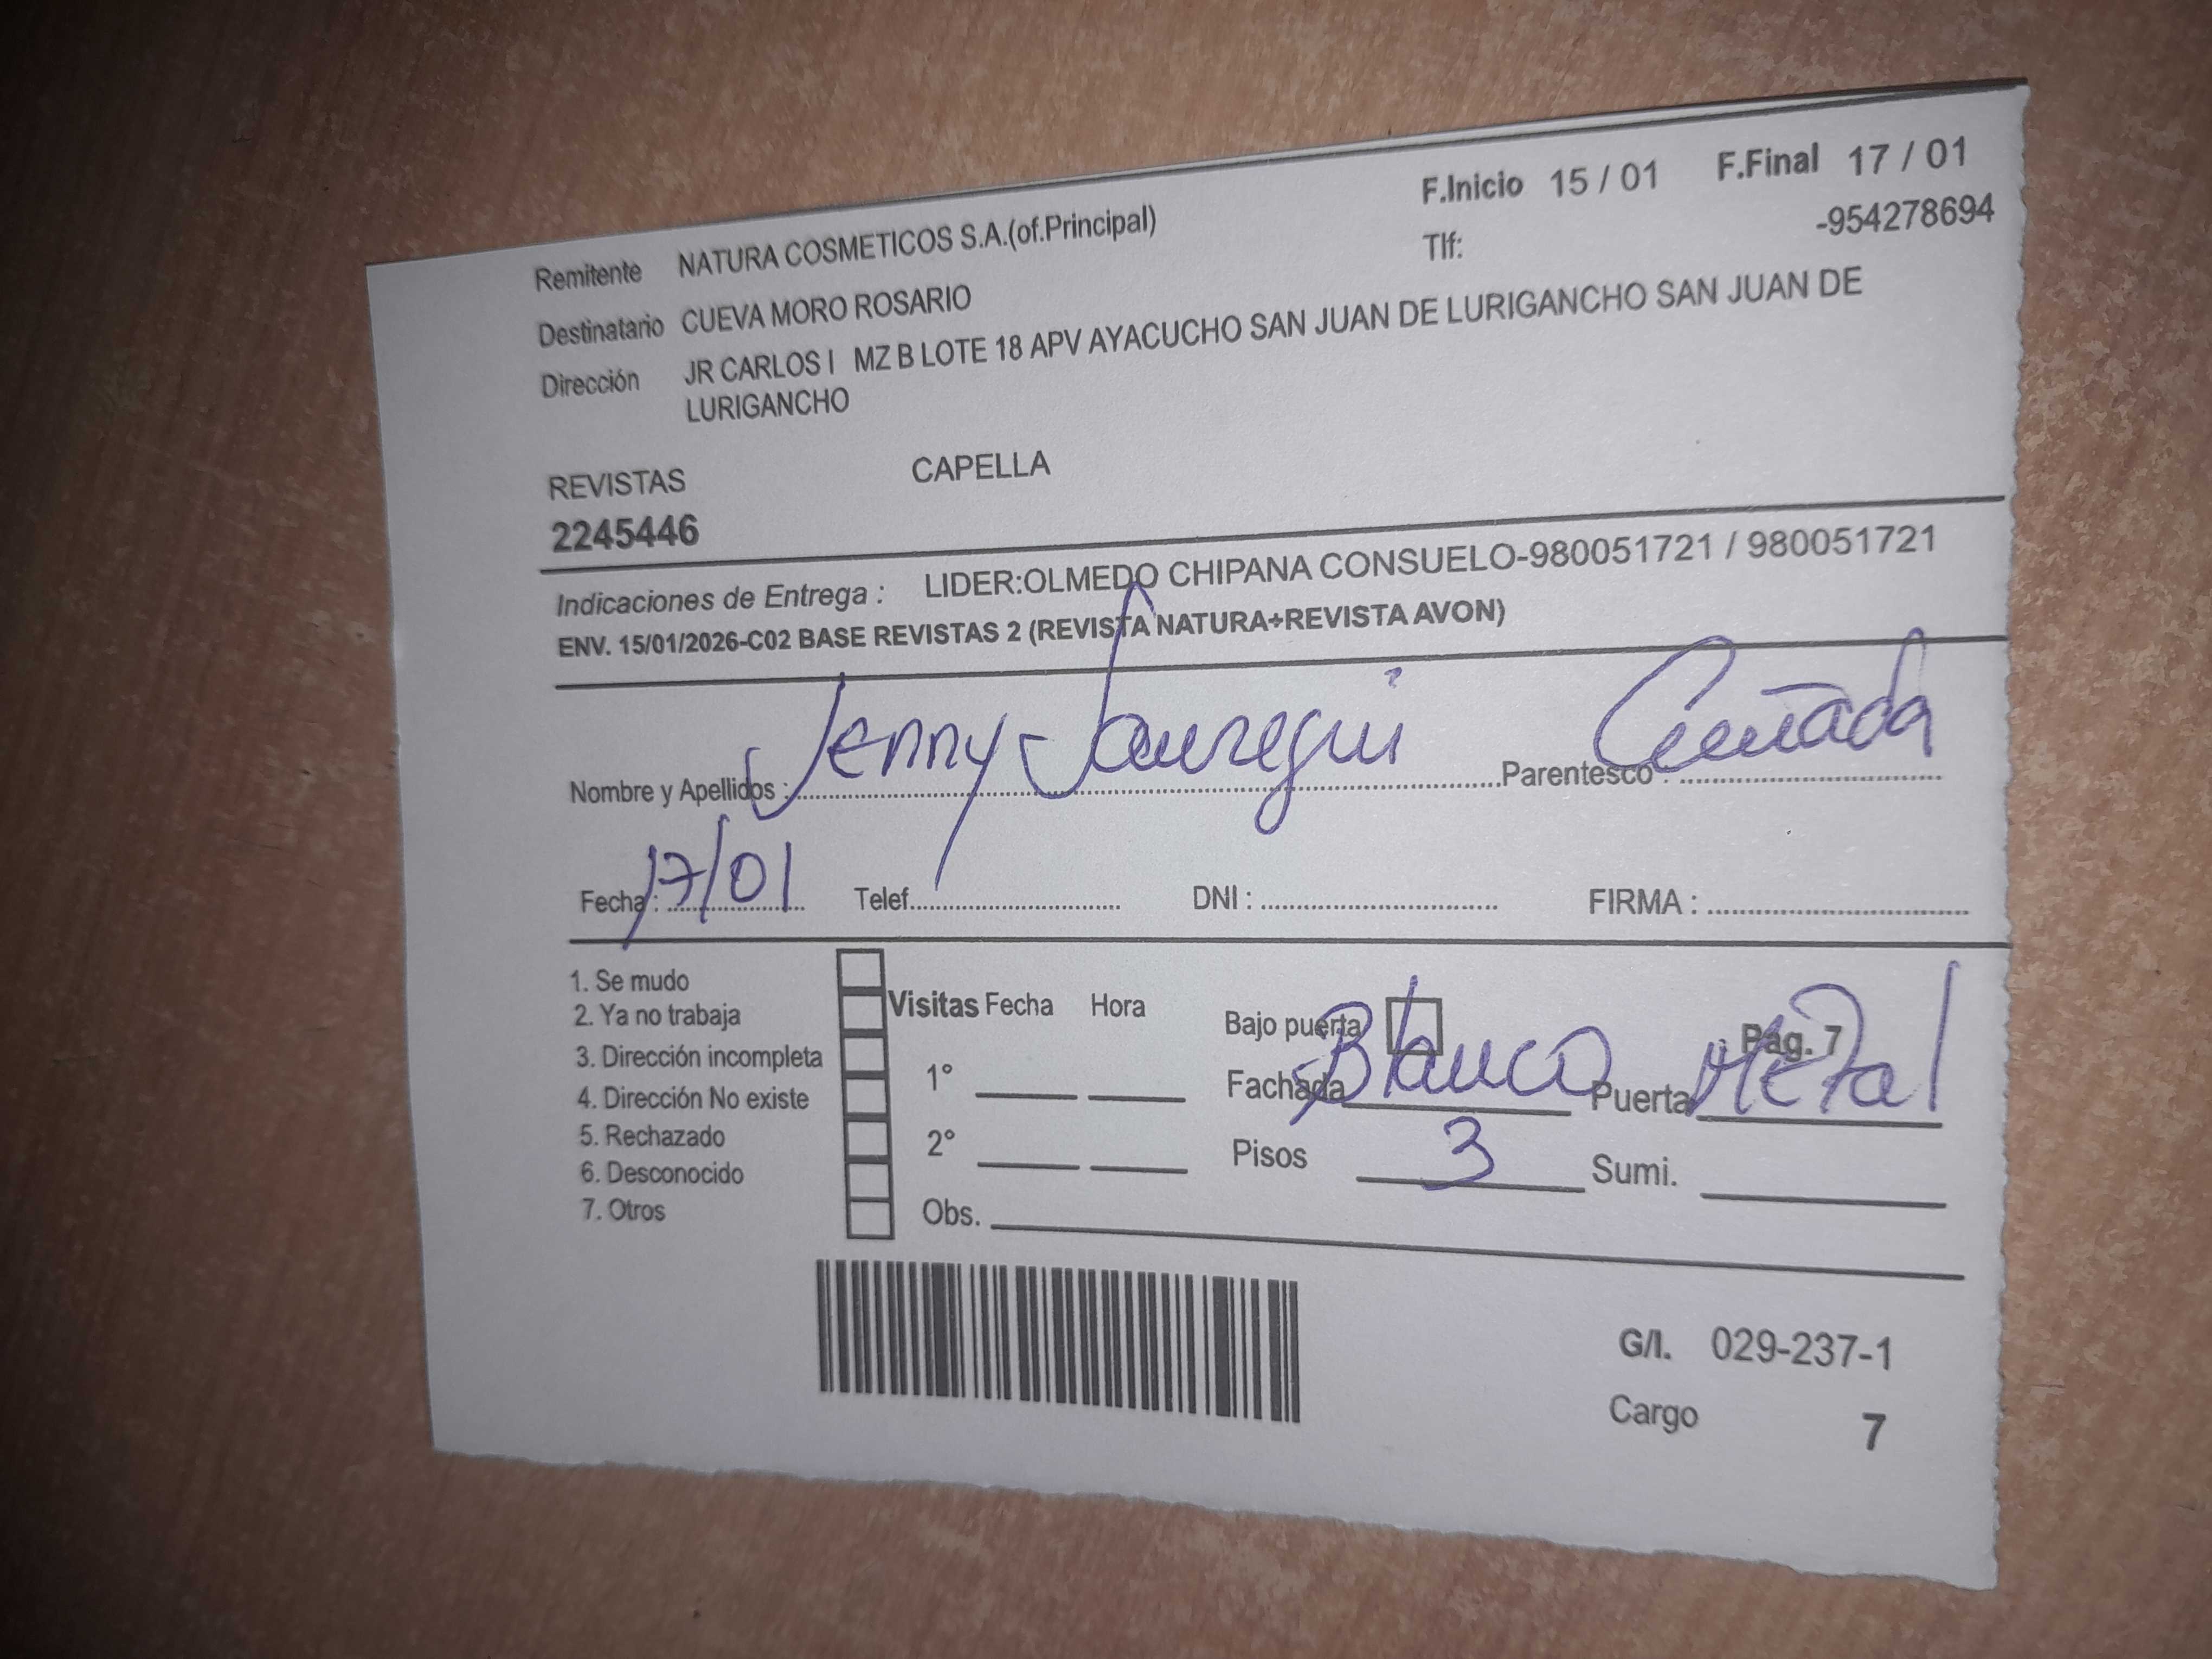 F.Inicio 15 / 01 F.Final 17 / 01
Remitente NATURA COSMETICOS S.A.(of.Principal) Tlf: -954278694
Destinatario CUEVA MORO ROSARIO
Dirección JR CARLOS I MZ B LOTE 18 APV AYACUCHO SAN JUAN DE LURIGANCHO SAN JUAN DE
LURIGANCHO
REVISTAS CAPELLA
2245446
Indicaciones de Entrega : LIDER:OLMEDO CHIPANA CONSUELO-980051721 / 980051721
ENV. 15/01/2026-C02 BASE REVISTAS 2 (REVISTA NATURA+REVISTA AVON)
Nombre y Apellidos : Jenny Jauregui Parentesco : Cuñada
Fecha : 17/01 Telef. DNI : FIRMA :
1. Se mudo
2. Ya no trabaja
3. Dirección incompleta
4. Dirección No existe
5. Rechazado
6. Desconocido
7. Otros
Visitas Fecha Hora
1°
2°
Obs.
Bajo puerta Pág. 7
Fachada Blanco Puerta Metal
Pisos 3 Sumi.
G/I. 029-237-1
Cargo 7